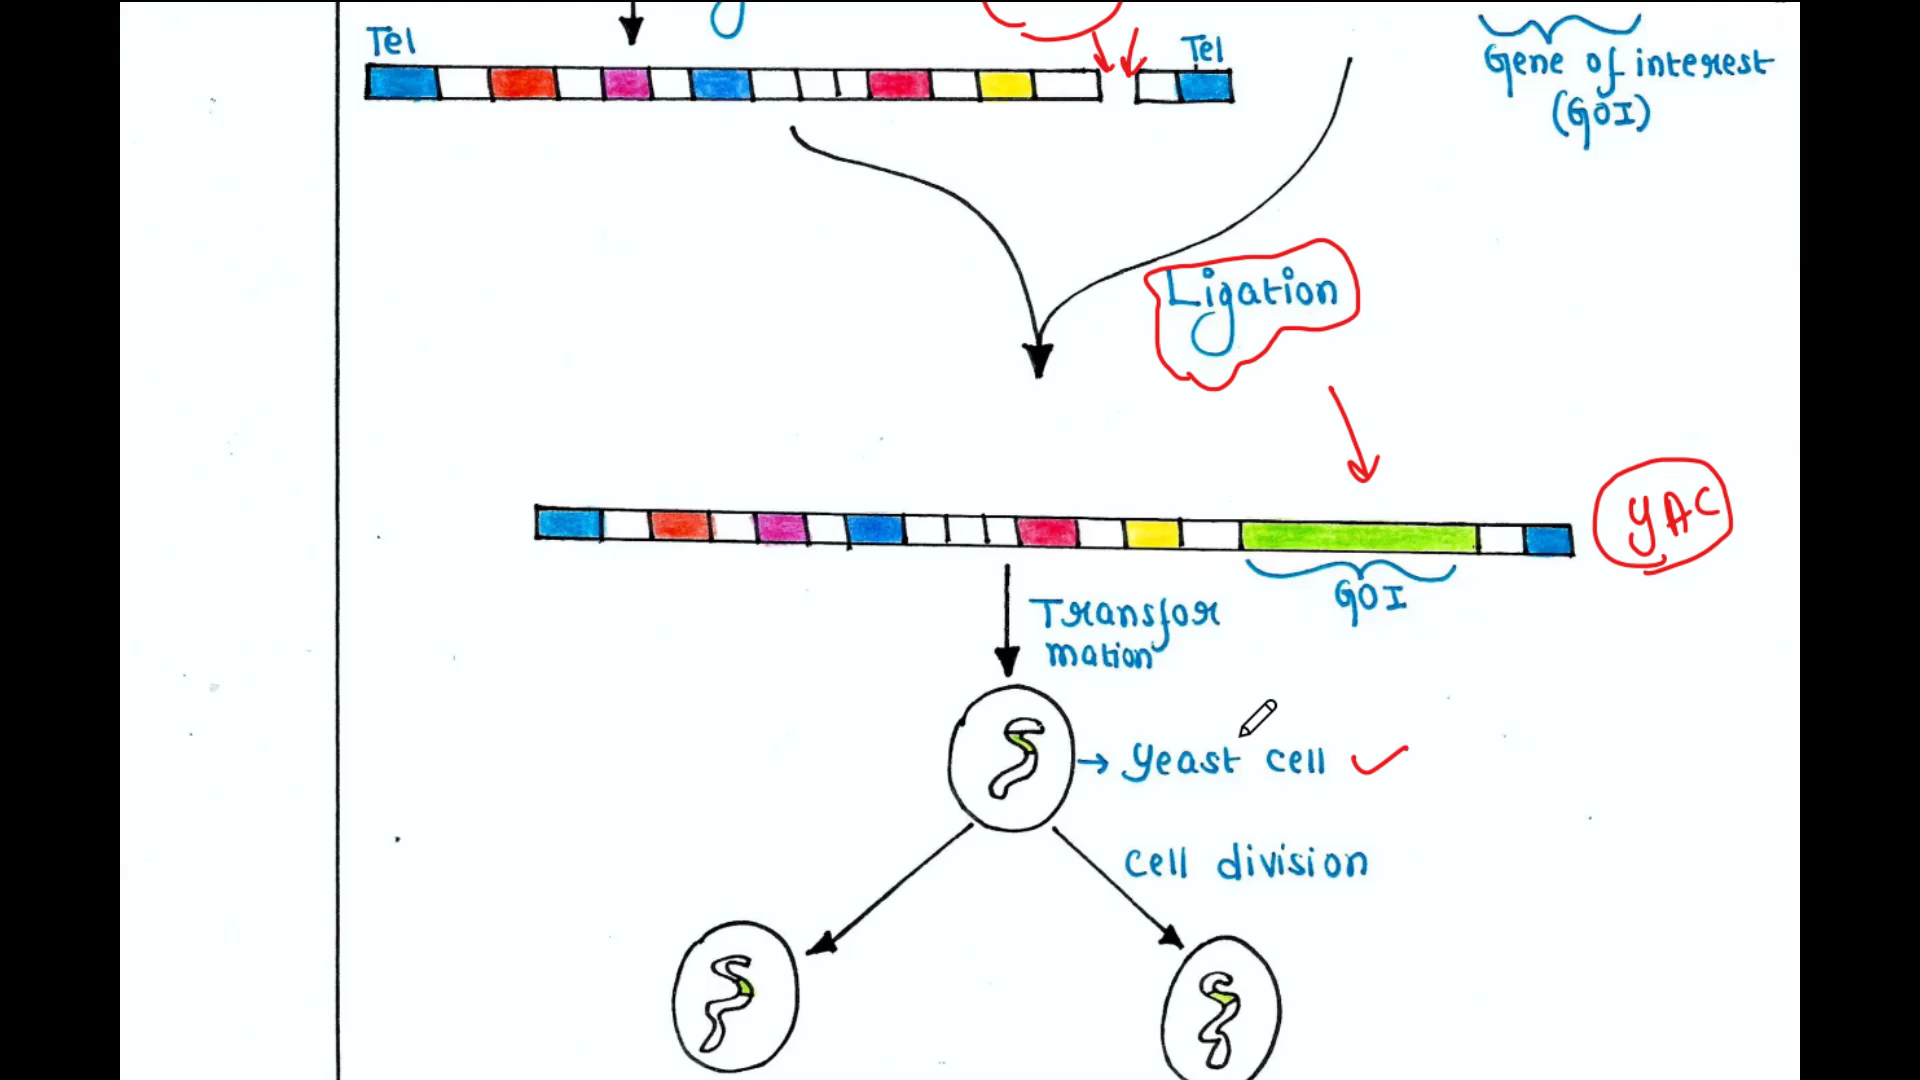 Tel
Tel
Gene of interest
(GOI)
Ligation
YAC
GOI
Transfor
mation
Yeast cell
Cell division